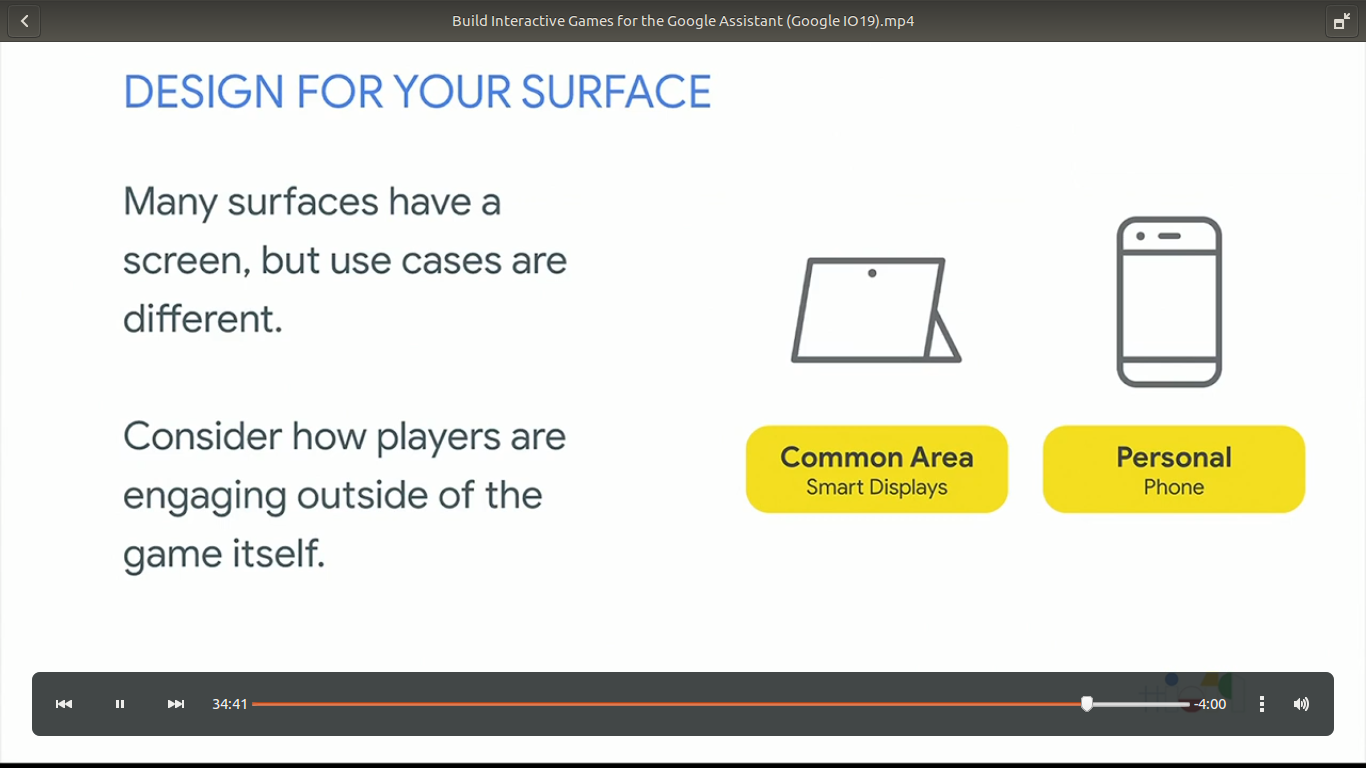 Build Interactive Games for the Google Assistant (Google IO19).mp4
DESIGN FOR YOUR SURFACE
Many surfaces have a
screen, but use cases are
different.
Consider how players are
engaging outside of the
game itself.
Common Area
Smart Displays
Personal
Phone
34:41
-4:00